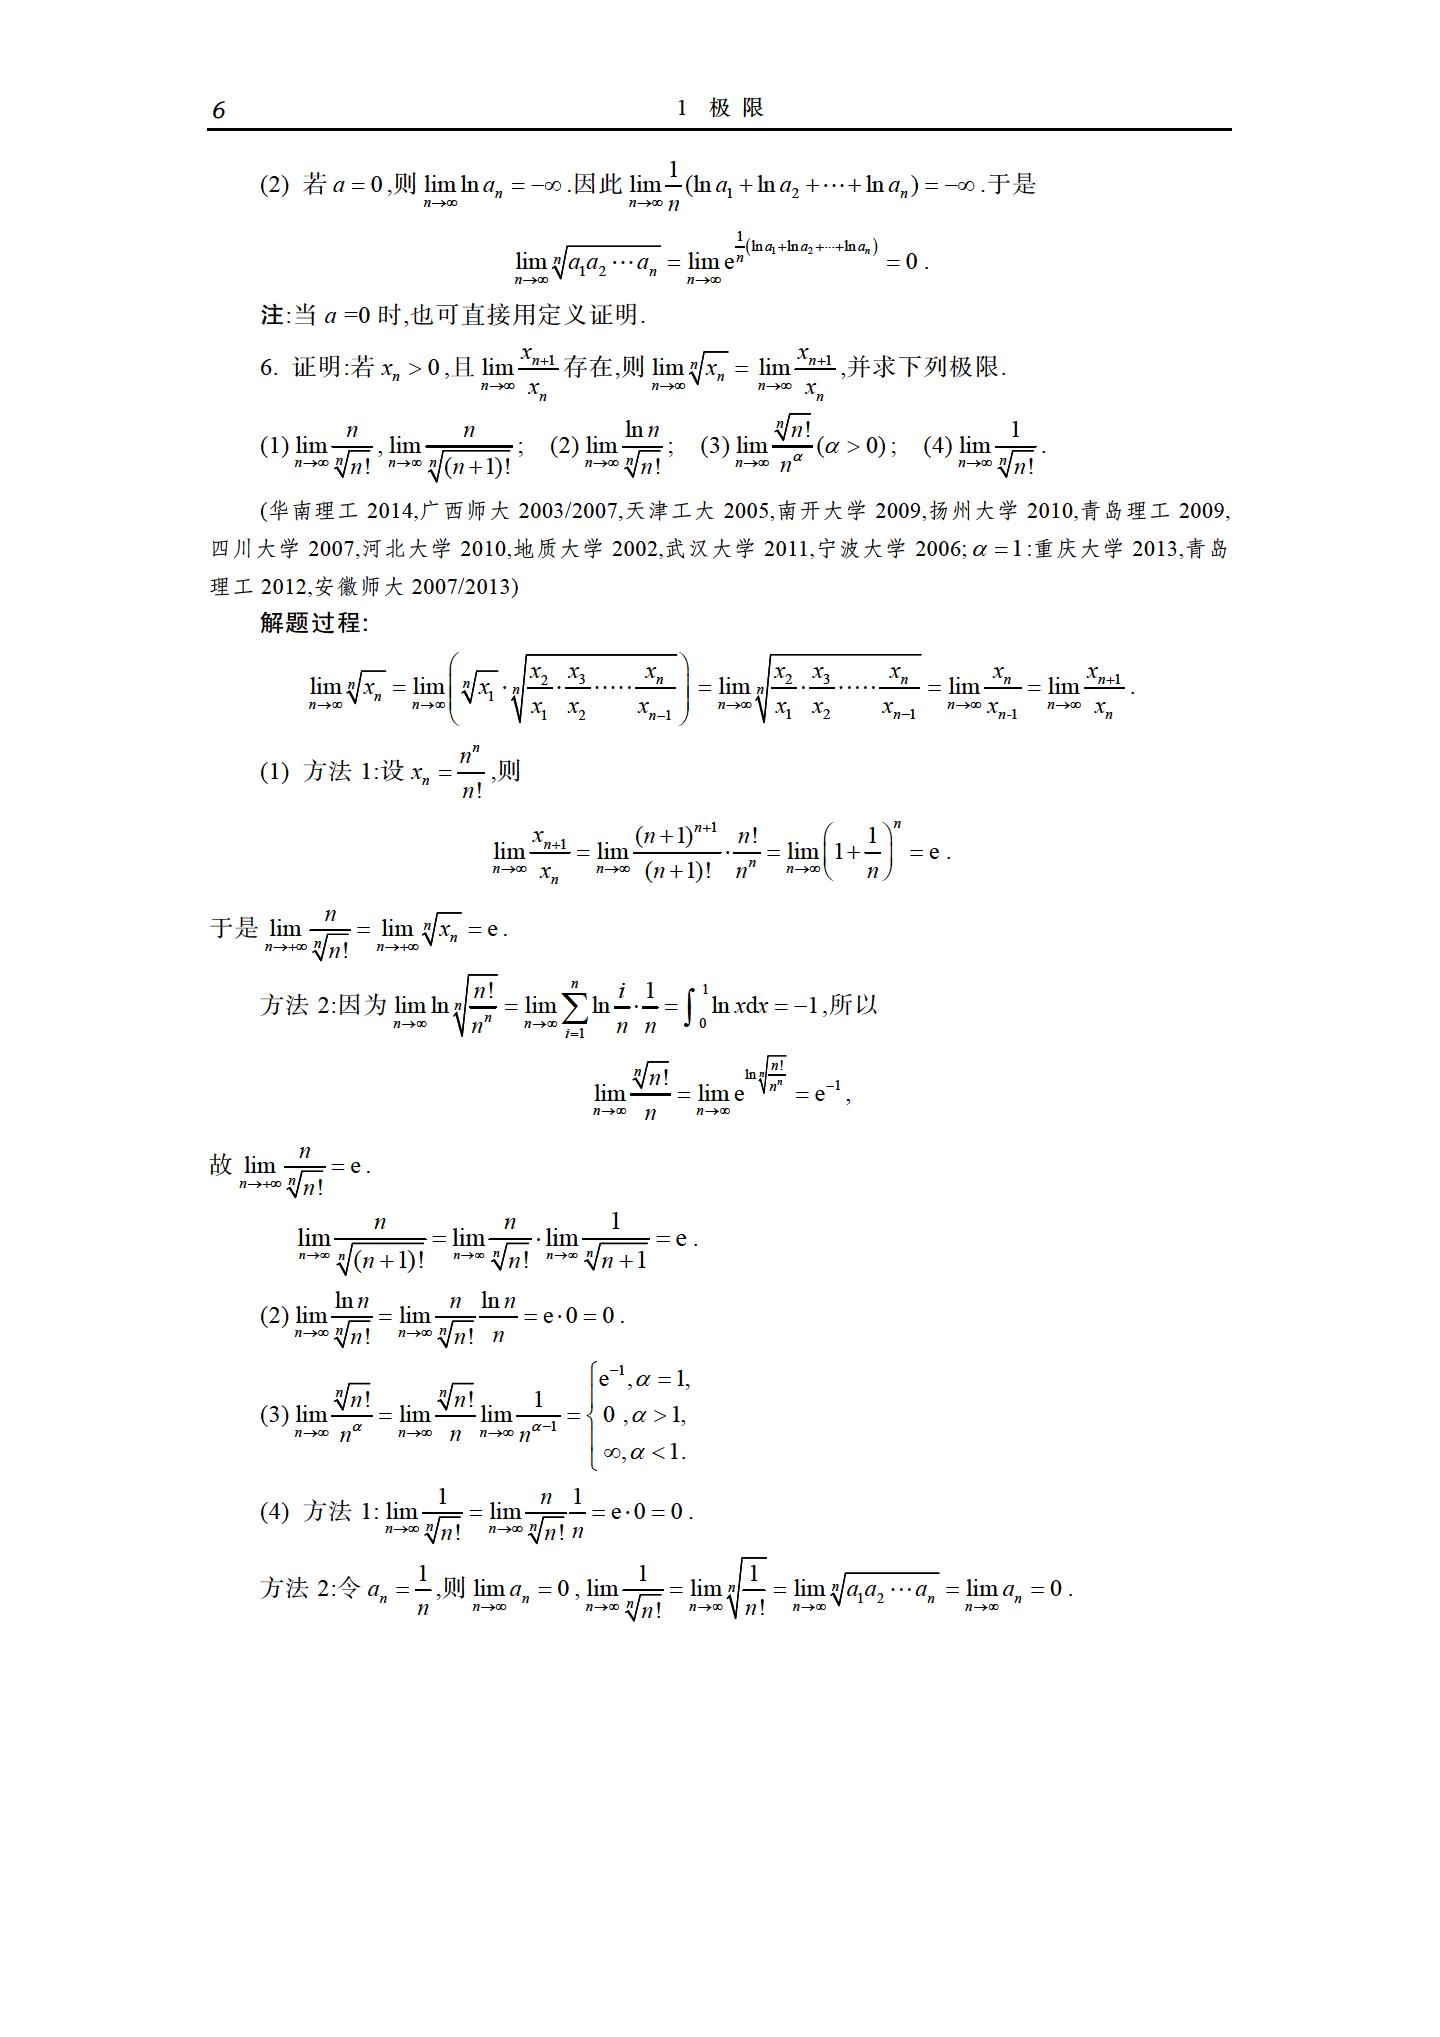 6 1 极 限
(2) 若 $a=0$,则 $\lim_{n\to\infty}\ln a_n=-\infty$.因此 $\lim_{n\to\infty}\frac{1}{n}(\ln a_1+\ln a_2+\cdots+\ln a_n)=-\infty$.于是
$\lim_{n\to\infty}\sqrt[n]{a_1a_2\cdots a_n}=\lim_{n\to\infty}\mathrm{e}^{\frac{1}{n}(\ln a_1+\ln a_2+\cdots+\ln a_n)}=0$.
注:当 $a$ =0 时,也可直接用定义证明.
6. 证明:若 $x_n>0$,且 $\lim_{n\to\infty}\frac{x_{n+1}}{x_n}$ 存在,则 $\lim_{n\to\infty}\sqrt[n]{x_n}=\lim_{n\to\infty}\frac{x_{n+1}}{x_n}$,并求下列极限.
(1) $\lim_{n\to\infty}\frac{n}{\sqrt[n]{n!}},\lim_{n\to\infty}\frac{n}{\sqrt[n]{(n+1)!}}$; (2) $\lim_{n\to\infty}\frac{\ln n}{\sqrt[n]{n!}}$; (3) $\lim_{n\to\infty}\frac{\sqrt[n]{n!}}{n^{\alpha}}(\alpha>0)$; (4) $\lim_{n\to\infty}\frac{1}{\sqrt[n]{n!}}$.
(华南理工 2014,广西师大 2003/2007,天津工大 2005,南开大学 2009,扬州大学 2010,青岛理工 2009,
四川大学 2007,河北大学 2010,地质大学 2002,武汉大学 2011,宁波大学 2006; $\alpha=1$:重庆大学 2013,青岛
理工 2012,安徽师大 2007/2013)
解题过程:
$\lim_{n\to\infty}\sqrt[n]{x_n}=\lim_{n\to\infty}\left(\sqrt[n]{x_1}\cdot\sqrt[n]{\frac{x_2}{x_1}\cdot\frac{x_3}{x_2}\cdot\cdots\cdot\frac{x_n}{x_{n-1}}}\right)=\lim_{n\to\infty}\sqrt[n]{\frac{x_2}{x_1}\cdot\frac{x_3}{x_2}\cdot\cdots\cdot\frac{x_n}{x_{n-1}}}=\lim_{n\to\infty}\frac{x_n}{x_{n-1}}=\lim_{n\to\infty}\frac{x_{n+1}}{x_n}$.
(1) 方法 1:设 $x_n=\frac{n^n}{n!}$,则
$\lim_{n\to\infty}\frac{x_{n+1}}{x_n}=\lim_{n\to\infty}\frac{(n+1)^{n+1}}{(n+1)!}\cdot\frac{n!}{n^n}=\lim_{n\to\infty}\left(1+\frac{1}{n}\right)^n=\mathrm{e}$.
于是 $\lim_{n\to+\infty}\frac{n}{\sqrt[n]{n!}}=\lim_{n\to+\infty}\sqrt[n]{x_n}=\mathrm{e}$.
方法 2:因为 $\lim_{n\to\infty}\ln\sqrt[n]{\frac{n!}{n^n}}=\lim_{n\to\infty}\sum_{i=1}^{n}\ln\frac{i}{n}\cdot\frac{1}{n}=\int_0^1\ln x\mathrm{d}x=-1$,所以
$\lim_{n\to\infty}\frac{\sqrt[n]{n!}}{n}=\lim_{n\to\infty}\mathrm{e}^{\ln\sqrt[n]{\frac{n!}{n^n}}}=\mathrm{e}^{-1}$,
故 $\lim_{n\to+\infty}\frac{n}{\sqrt[n]{n!}}=\mathrm{e}$.
$\lim_{n\to\infty}\frac{n}{\sqrt[n]{(n+1)!}}=\lim_{n\to\infty}\frac{n}{\sqrt[n]{n!}}\cdot\lim_{n\to\infty}\frac{1}{\sqrt[n]{n+1}}=\mathrm{e}$.
(2) $\lim_{n\to\infty}\frac{\ln n}{\sqrt[n]{n!}}=\lim_{n\to\infty}\frac{n}{\sqrt[n]{n!}}\frac{\ln n}{n}=\mathrm{e}\cdot0=0$.
(3) $\lim_{n\to\infty}\frac{\sqrt[n]{n!}}{n^{\alpha}}=\lim_{n\to\infty}\frac{\sqrt[n]{n!}}{n}\lim_{n\to\infty}\frac{1}{n^{\alpha-1}}=\begin{cases}\mathrm{e}^{-1},\alpha=1,\\0,\alpha>1,\\\infty,\alpha<1.\end{cases}$
(4) 方法 1: $\lim_{n\to\infty}\frac{1}{\sqrt[n]{n!}}=\lim_{n\to\infty}\frac{n}{\sqrt[n]{n!}}\frac{1}{n}=\mathrm{e}\cdot0=0$.
方法 2:令 $a_n=\frac{1}{n}$,则 $\lim_{n\to\infty}a_n=0$, $\lim_{n\to\infty}\frac{1}{\sqrt[n]{n!}}=\lim_{n\to\infty}\sqrt[n]{\frac{1}{n!}}=\lim_{n\to\infty}\sqrt[n]{a_1a_2\cdots a_n}=\lim_{n\to\infty}a_n=0$.